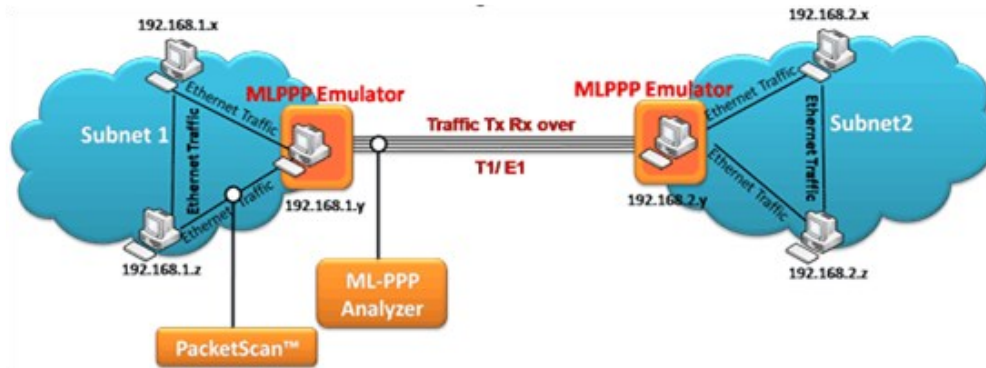 192.168.1.x
192.168.2.x
MLPPP Emulator
MLPPP Emulator
Ethernet Traffic
Ethernet Traffic
Subnet 1
Ethernet Traffic
Traffic Tx Rx over
T1/ E1
Ethernet Traffic
Subnet2
Ethernet Traffic
Ethernet Traffic
192.168.1.y
192.168.2.y
192.168.1.z
192.168.2.z
ML-PPP
Analyzer
PacketScan™